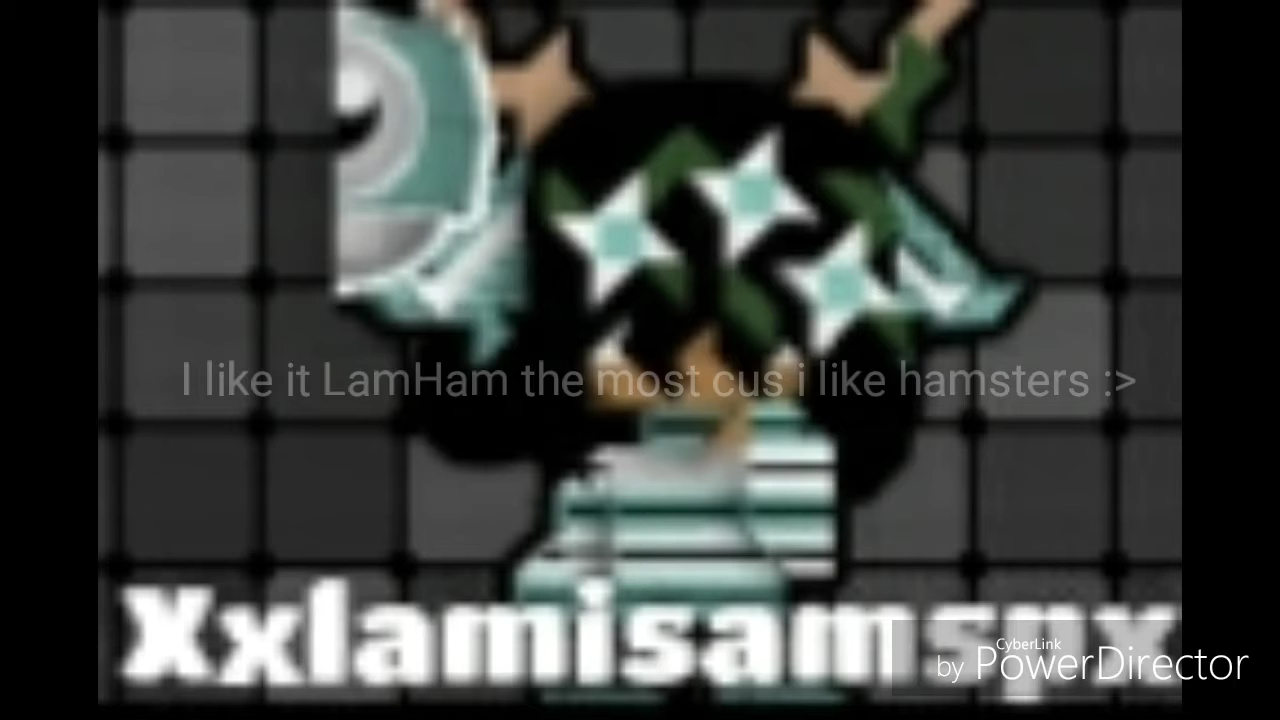 I like it LamHam the most cus i like hamsters :>
Xxlamisamspx
CyberLink
by PowerDirector